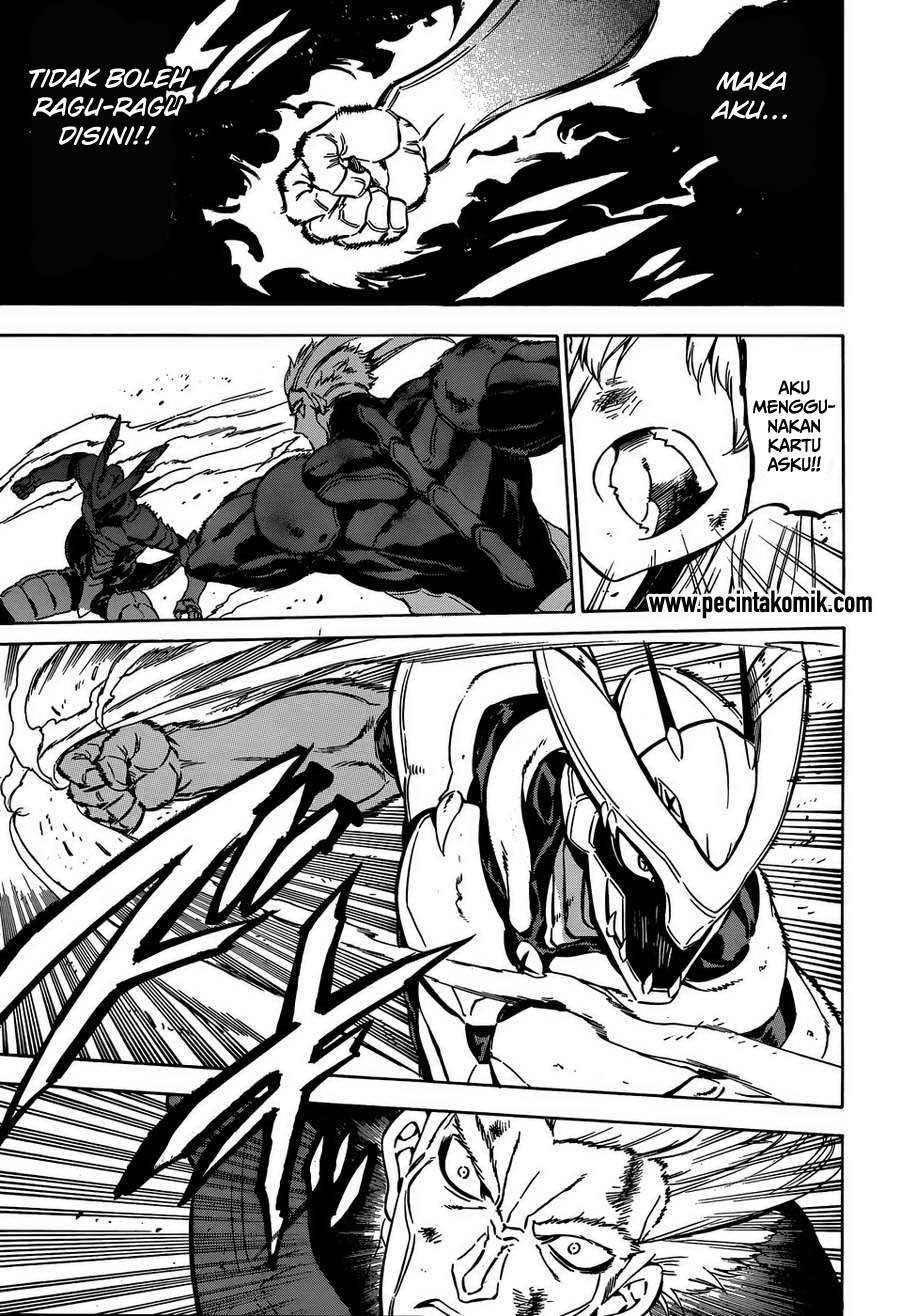 MAKA
AKU...
TIDAK BOLEH
RAGU-RAGU
DISINI!!
AKU
MENGGU-
NAKAN
KARTU
ASKU!!
www.pecintakomik.com